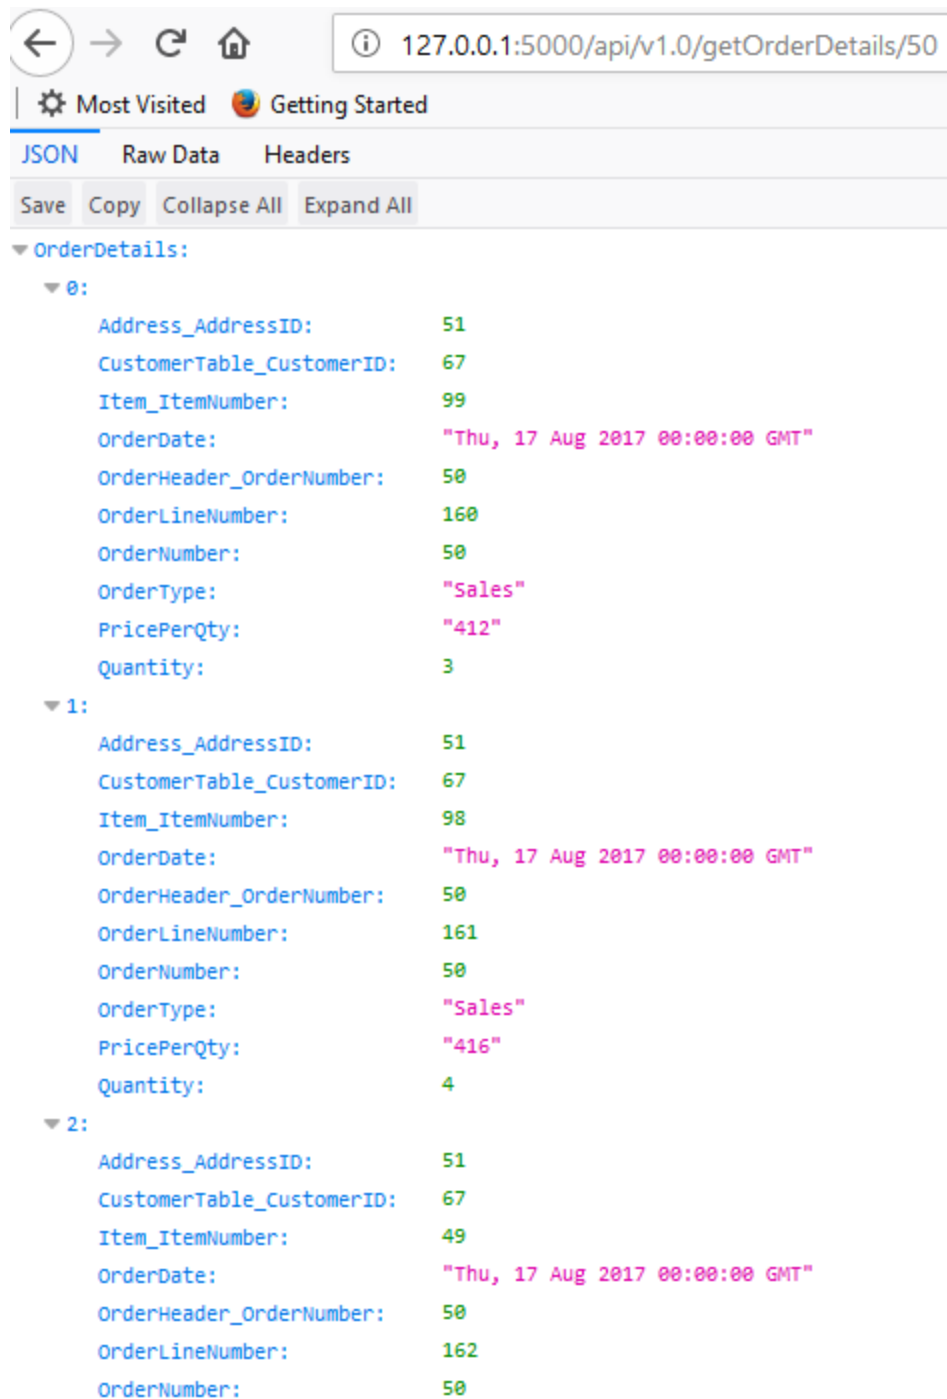 127.0.0.1:5000/api/v1.0/getOrderDetails/50
Most Visited Getting Started
JSON Raw Data Headers
Save Copy Collapse All Expand All
OrderDetails:
0:
Address_AddressID: 51
CustomerTable_CustomerID: 67
Item_ItemNumber: 99
OrderDate: "Thu, 17 Aug 2017 00:00:00 GMT"
OrderHeader_OrderNumber: 50
OrderLineNumber: 160
OrderNumber: 50
OrderType: "Sales"
PricePerQty: "412"
Quantity: 3
1:
Address_AddressID: 51
CustomerTable_CustomerID: 67
Item_ItemNumber: 98
OrderDate: "Thu, 17 Aug 2017 00:00:00 GMT"
OrderHeader_OrderNumber: 50
OrderLineNumber: 161
OrderNumber: 50
OrderType: "Sales"
PricePerQty: "416"
Quantity: 4
2:
Address_AddressID: 51
CustomerTable_CustomerID: 67
Item_ItemNumber: 49
OrderDate: "Thu, 17 Aug 2017 00:00:00 GMT"
OrderHeader_OrderNumber: 50
OrderLineNumber: 162
OrderNumber: 50